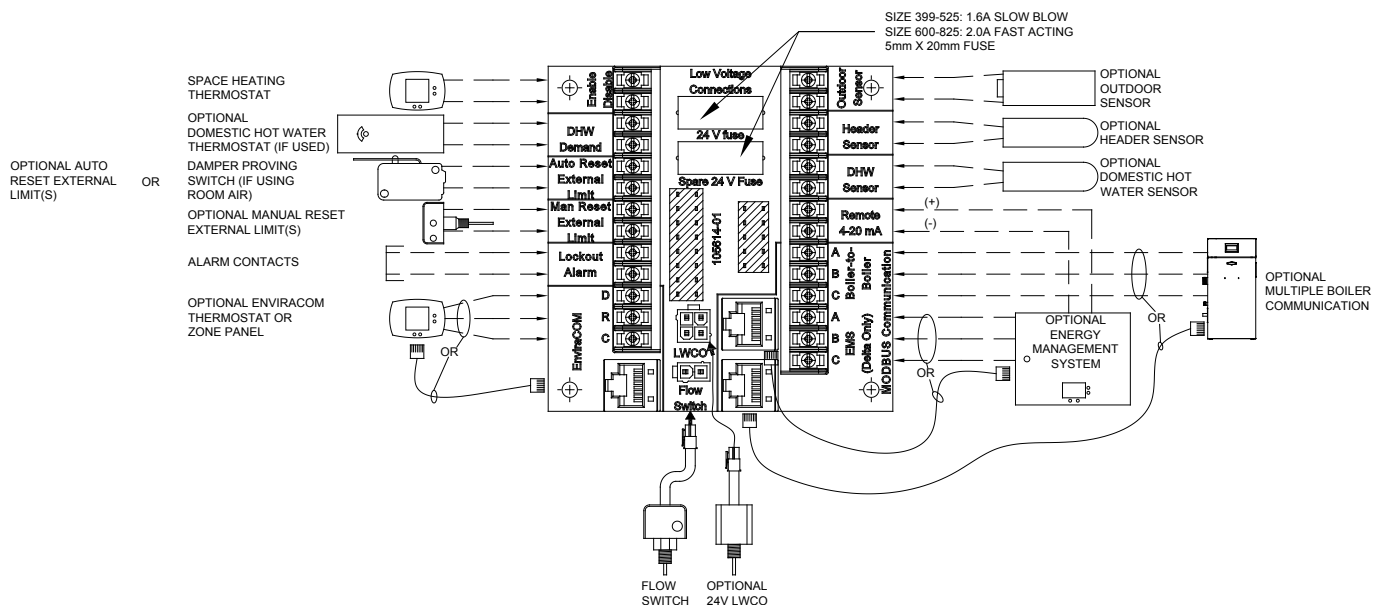 SIZE 399-525: 1.6A SLOW BLOW
SIZE 600-825: 2.0A FAST ACTING
5mm X 20mm FUSE
SPACE HEATING
THERMOSTAT
OPTIONAL
DOMESTIC HOT WATER
THERMOSTAT (IF USED)
OPTIONAL AUTO
RESET EXTERNAL
LIMIT(S)
OR
DAMPER PROVING
SWITCH (IF USING
ROOM AIR)
OPTIONAL MANUAL RESET
EXTERNAL LIMIT(S)
ALARM CONTACTS
OPTIONAL ENVIRACOM
THERMOSTAT OR
ZONE PANEL
OR
Enable
Disable
DHW
Demand
Auto Reset
External
Limit
Man Reset
External
Limit
Lockout
Alarm
D
R
C
EnviraCOM
Low Voltage
Connections
24 V fuse
Spare 24 V Fuse
105614-01
LWCO
Flow
Switch
Outdoor
Sensor
Header
Sensor
DHW
Sensor
Remote
4-20 mA
A
B
C
Boiler-to-
Boiler
A
B
C
EMS
(Delta Only)
MODBUS Communication
(+)
(-)
OPTIONAL
OUTDOOR
SENSOR
OPTIONAL
HEADER SENSOR
OPTIONAL
DOMESTIC HOT
WATER SENSOR
OR
OPTIONAL
MULTIPLE BOILER
COMMUNICATION
OPTIONAL
ENERGY
MANAGEMENT
SYSTEM
OR
FLOW
SWITCH
OPTIONAL
24V LWCO